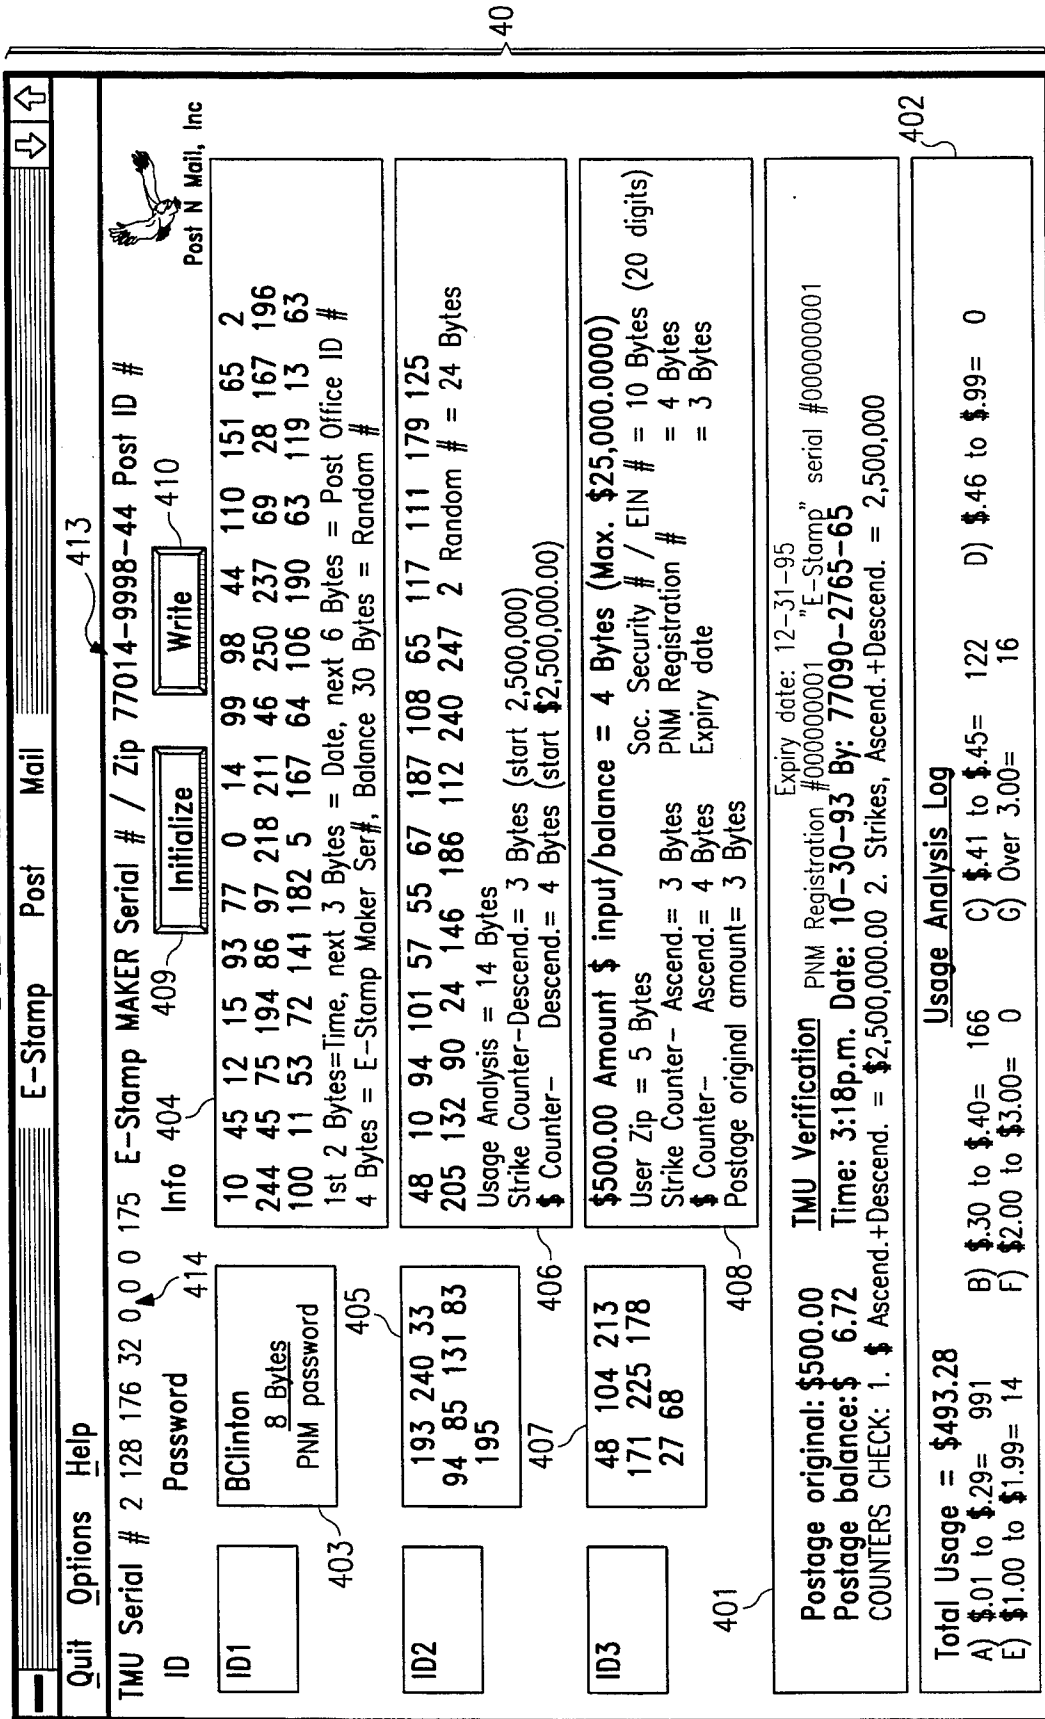 40
E-Stamp Post Mail
Quit Options Help
TMU Serial # 2 128 176 32 0 0 0 175 E-Stamp MAKER Serial # / Zip 77014-9998-44 Post ID #
413
414
ID Password Info 404
409 Initialize Write 410
Post N Mail, Inc
ID1
BClinton
8 Bytes
PNM password
403
10 45 12 15 93 77 0 14 99 98 44 110 151 65 2
244 45 75 194 86 97 218 211 46 250 237 69 28 167 196
100 11 53 72 141 182 5 167 64 106 190 63 119 13 63
1st 2 Bytes=Time, next 3 Bytes = Date, next 6 Bytes = Post Office ID #
4 Bytes = E-Stamp Maker Ser#, Balance 30 Bytes = Random #
405
ID2
193 240 33
94 85 131 83
195
48 10 94 101 57 55 67 187 108 65 117 111 179 125
205 132 90 24 146 186 112 240 247 2 Random # = 24 Bytes
Usage Analysis = 14 Bytes
Strike Counter-Descend.= 3 Bytes (start 2,500,000)
$ Counter- Descend.= 4 Bytes (start $2,500,000.00)
406
407
ID3
48 104 213
171 225 178
27 68
$500.00 Amount $ input/balance = 4 Bytes (Max. $25,000.0000)
User Zip = 5 Bytes Soc. Security # / EIN # = 10 Bytes (20 digits)
Strike Counter- Ascend.= 3 Bytes PNM Registration # = 4 Bytes
$ Counter- Ascend.= 4 Bytes Expiry date = 3 Bytes
Postage original amount= 3 Bytes
408
401
TMU Verification
Expiry date: 12-31-95
PNM Registration #00000001 "E-Stamp" serial #000000001
Postage original: $500.00
Postage balance: $ 6.72 Time: 3:18p.m. Date: 10-30-93 By: 77090-2765-65
COUNTERS CHECK: 1. $ Ascend.+Descend. = $2,500,000.00 2. Strikes, Ascend.+Descend. = 2,500,000
402
Usage Analysis Log
Total Usage = $493.28
A) $.01 to $.29= 991 B) $.30 to $.40= 166 C) $.41 to $.45= 122 D) $.46 to $.99= 0
E) $1.00 to $1.99= 14 F) $2.00 to $3.00= 0 G) Over 3.00= 16